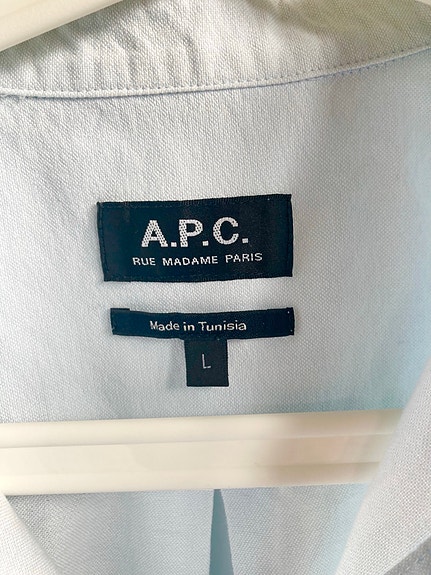 A.P.C.
RUE MADAME PARIS
Made in Tunisia
L